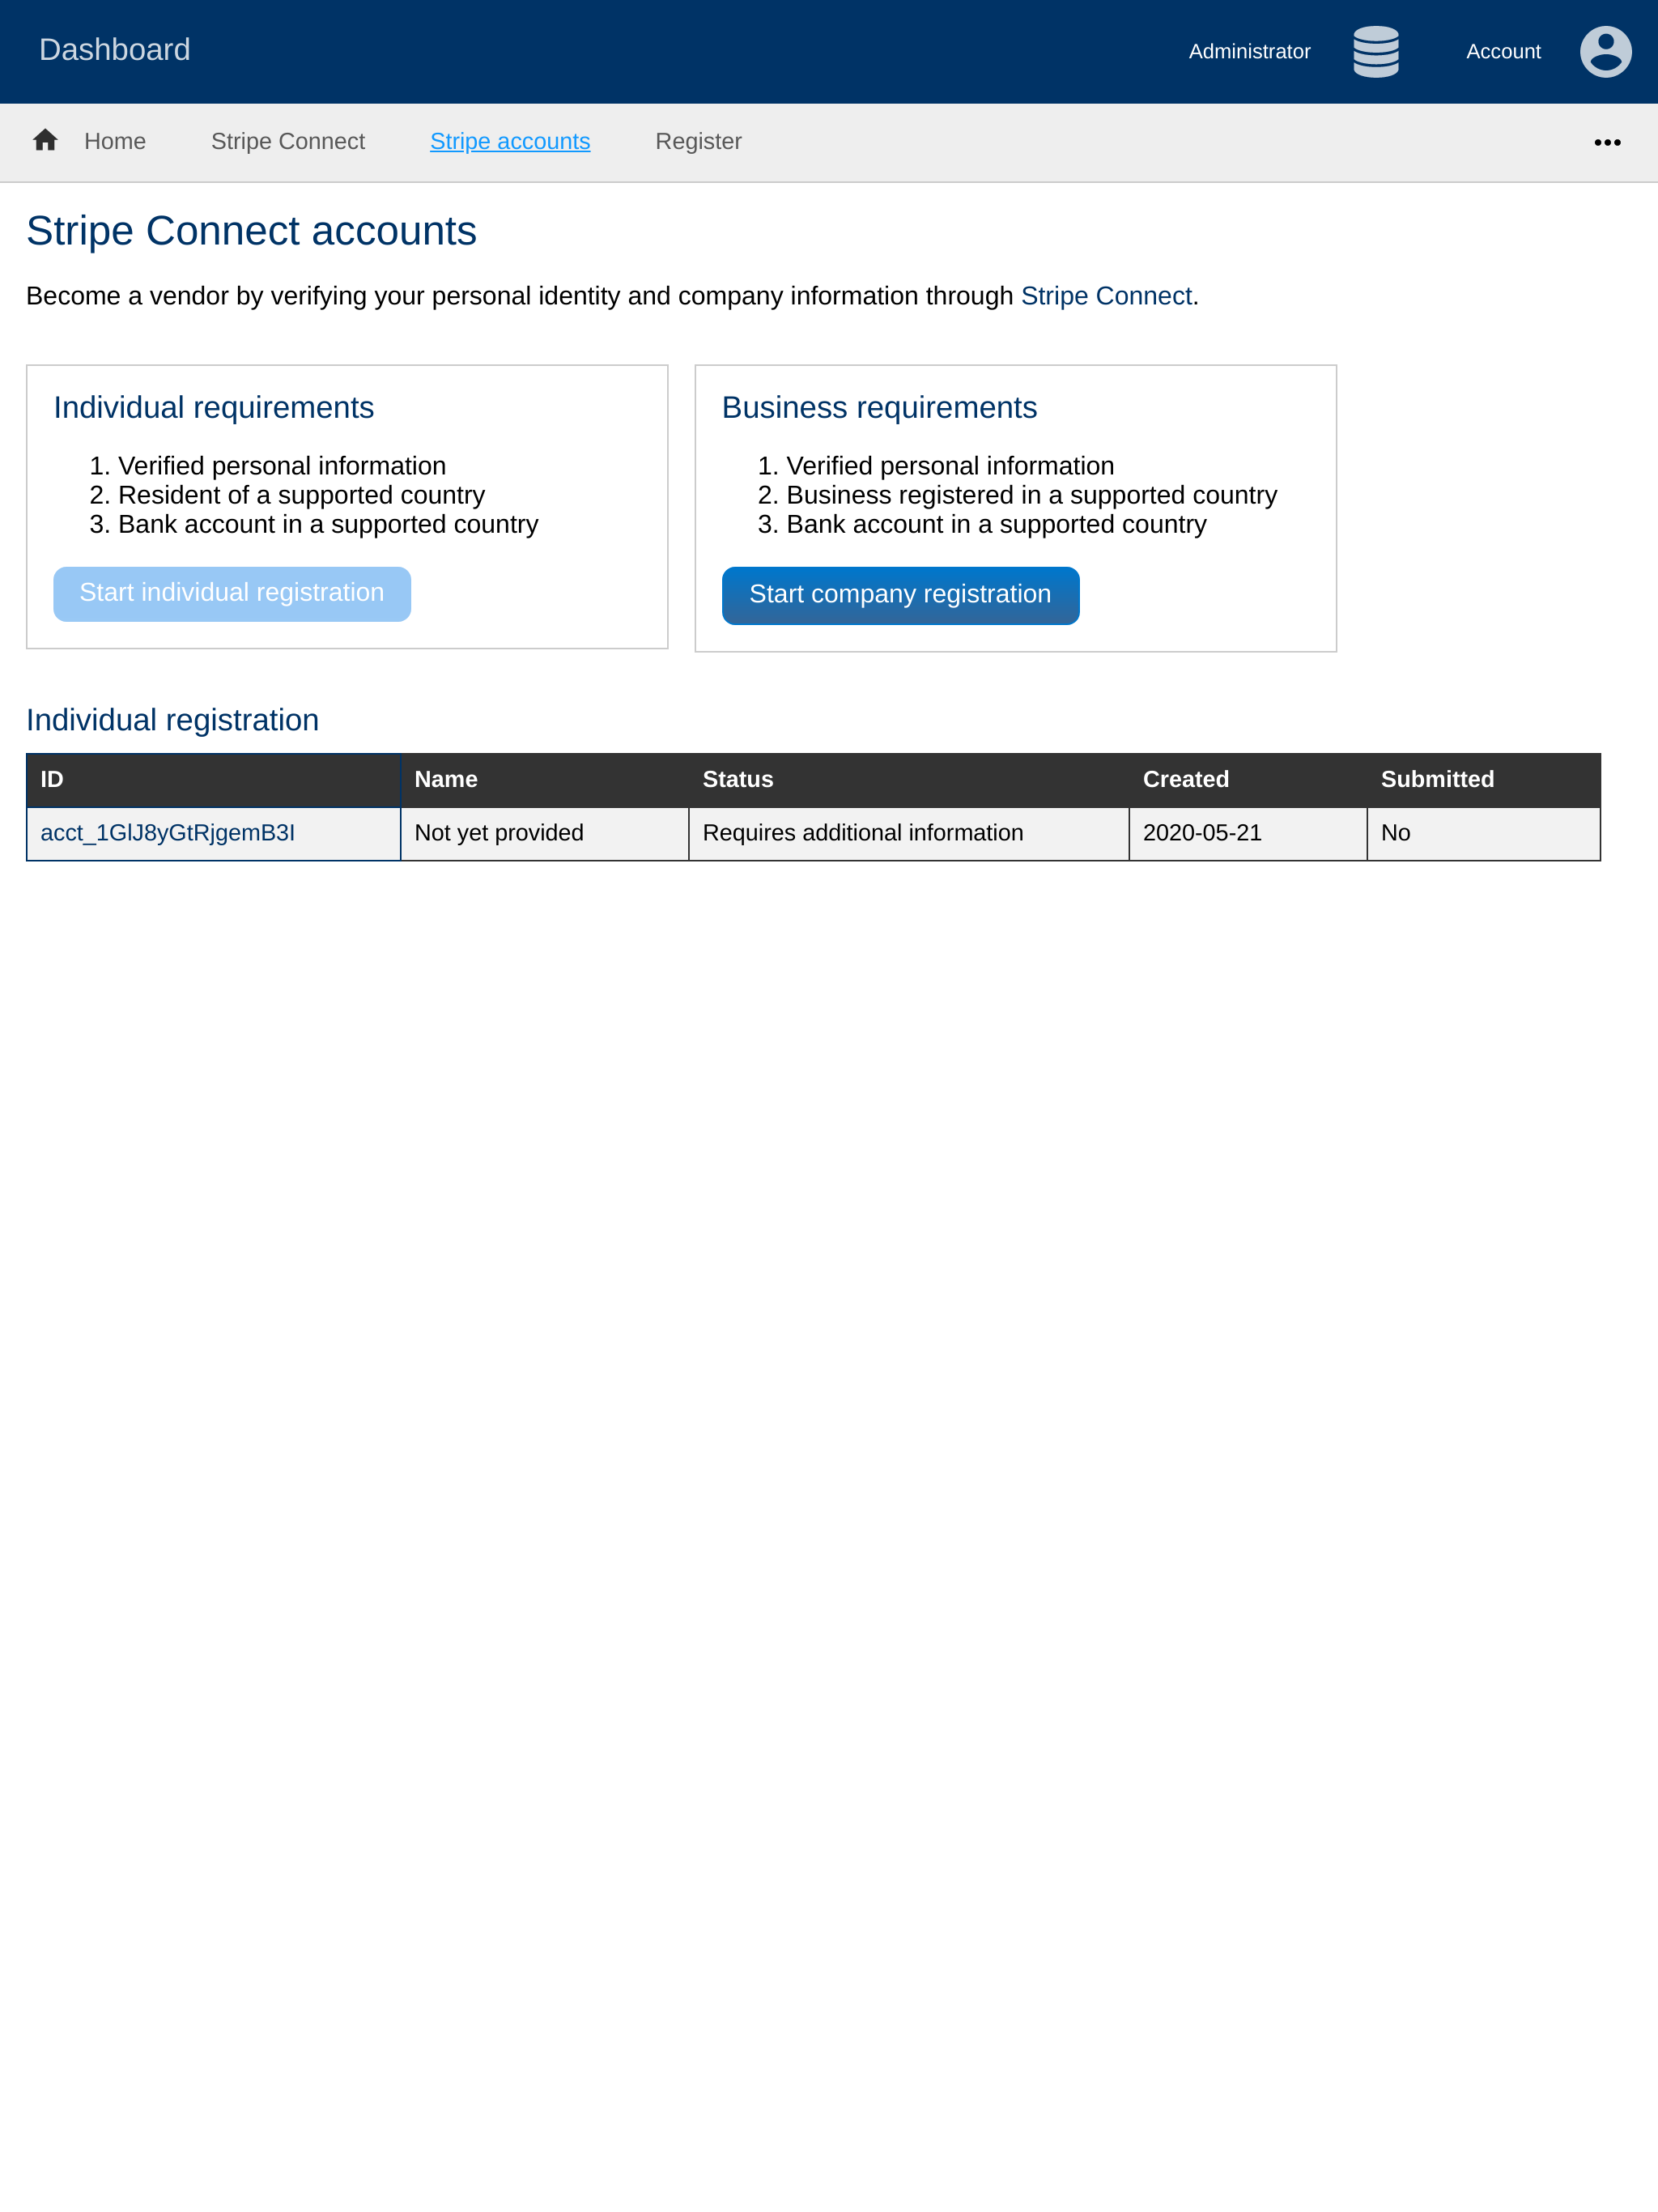 Dashboard
Administrator
Account
Home
Stripe Connect
Stripe accounts
Register
Stripe Connect accounts
Become a vendor by verifying your personal identity and company information through Stripe Connect.
Individual requirements
1. Verified personal information
2. Resident of a supported country
3. Bank account in a supported country
Start individual registration
Business requirements
1. Verified personal information
2. Business registered in a supported country
3. Bank account in a supported country
Start company registration
Individual registration
ID Name Status Created Submitted
acct_1GlJ8yGtRjgemB3I Not yet provided Requires additional information 2020-05-21 No